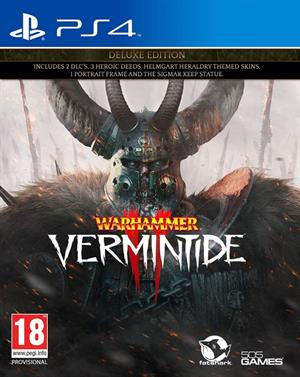 PS4
DELUXE EDITION
INCLUDES 2 DLC'S, 3 HEROIC DEEDS, HELMGART HERALDRY THEMED SKINS,
1 PORTRAIT FRAME AND THE SIGMAR KEEP STATUE.
WARHAMMER
VERMINTIDE
II
18
www.pegi.info
PROVISIONAL
fatshark
505
GAMES